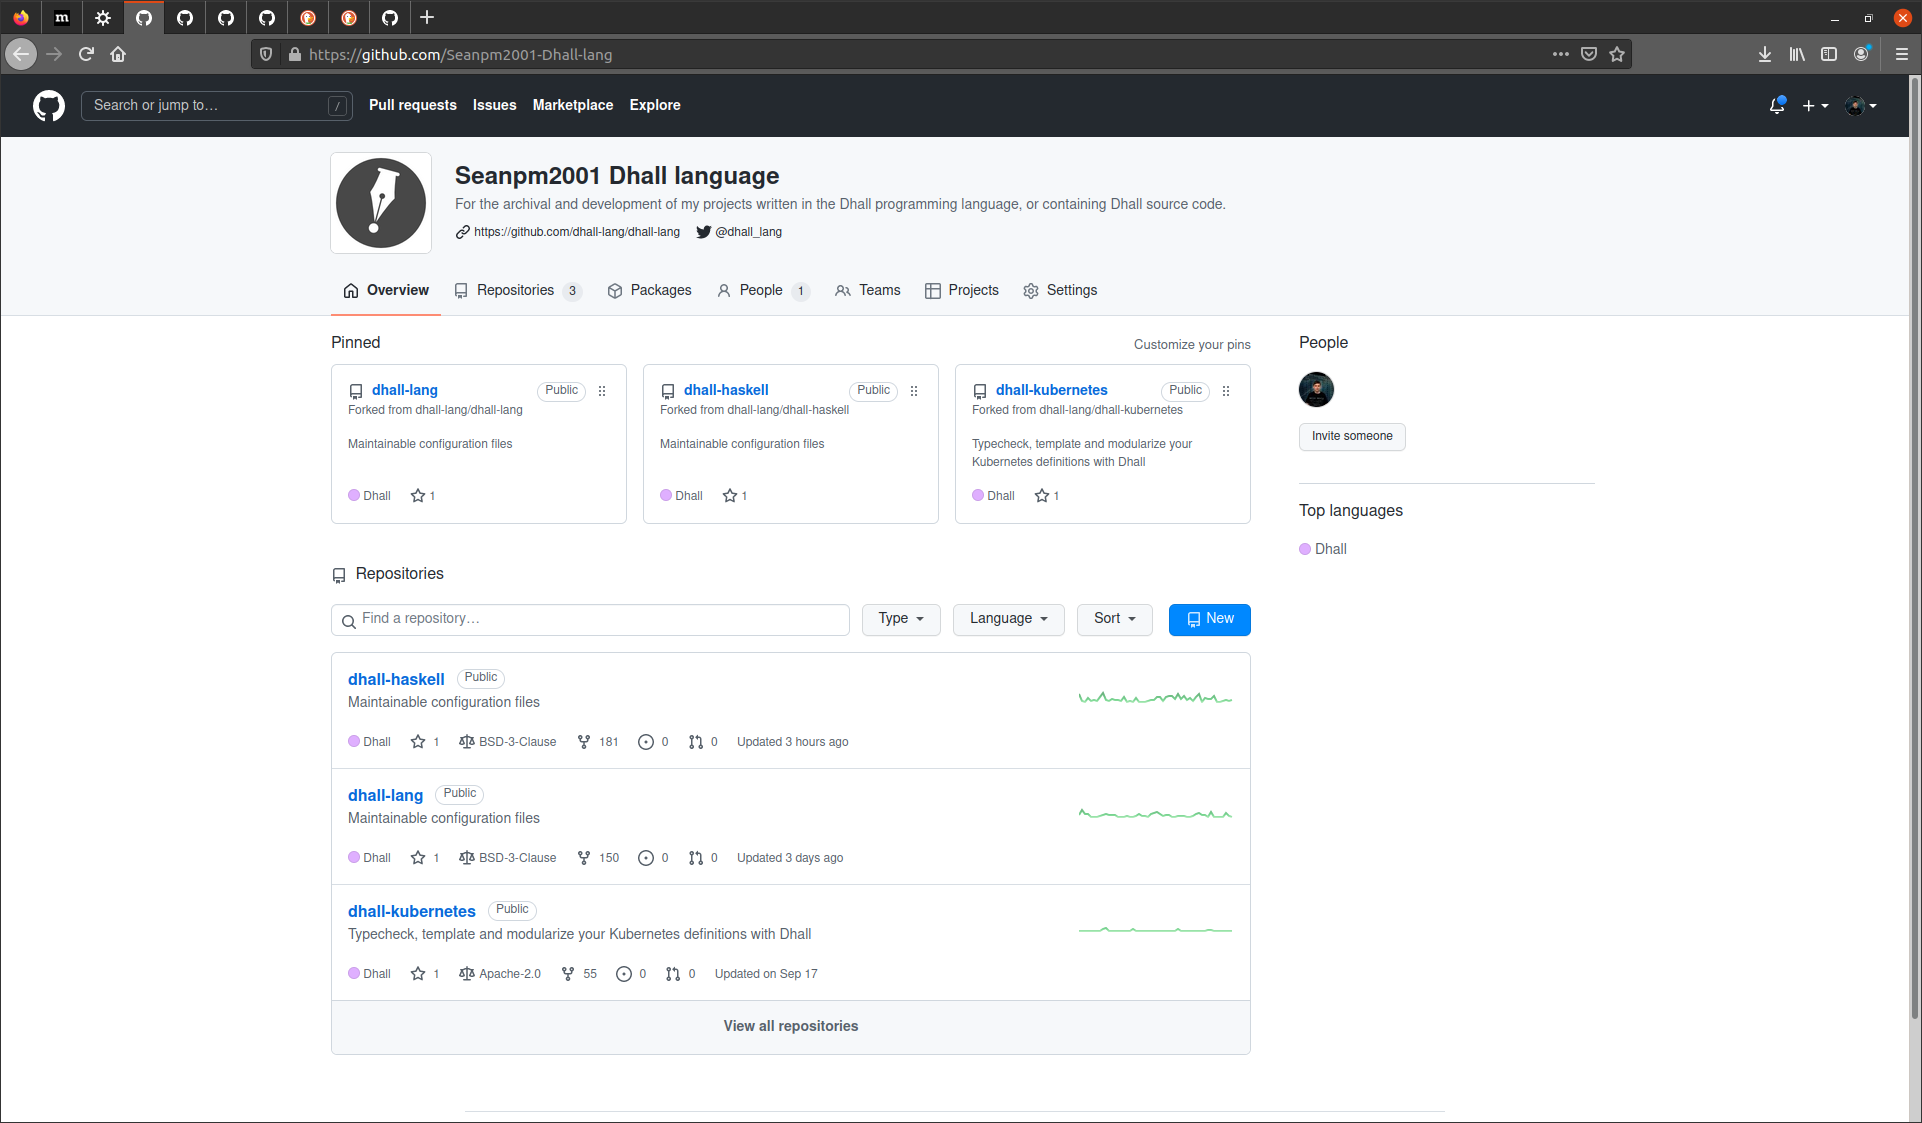 m
https://github.com/Seanpm2001-Dhall-lang
Search or jump to… /
Pull requests Issues Marketplace Explore
Seanpm2001 Dhall language
For the archival and development of my projects written in the Dhall programming language, or containing Dhall source code.
https://github.com/dhall-lang/dhall-lang @dhall_lang
Overview Repositories 3 Packages People 1 Teams Projects Settings
Pinned Customize your pins
dhall-lang Public
Forked from dhall-lang/dhall-lang
Maintainable configuration files
Dhall 1
dhall-haskell Public
Forked from dhall-lang/dhall-haskell
Maintainable configuration files
Dhall 1
dhall-kubernetes Public
Forked from dhall-lang/dhall-kubernetes
Typecheck, template and modularize your
Kubernetes definitions with Dhall
Dhall 1
People
Invite someone
Top languages
Dhall
Repositories
Find a repository… Type Language Sort New
dhall-haskell Public
Maintainable configuration files
Dhall 1 BSD-3-Clause 181 0 0 Updated 3 hours ago
dhall-lang Public
Maintainable configuration files
Dhall 1 BSD-3-Clause 150 0 0 Updated 3 days ago
dhall-kubernetes Public
Typecheck, template and modularize your Kubernetes definitions with Dhall
Dhall 1 Apache-2.0 55 0 0 Updated on Sep 17
View all repositories